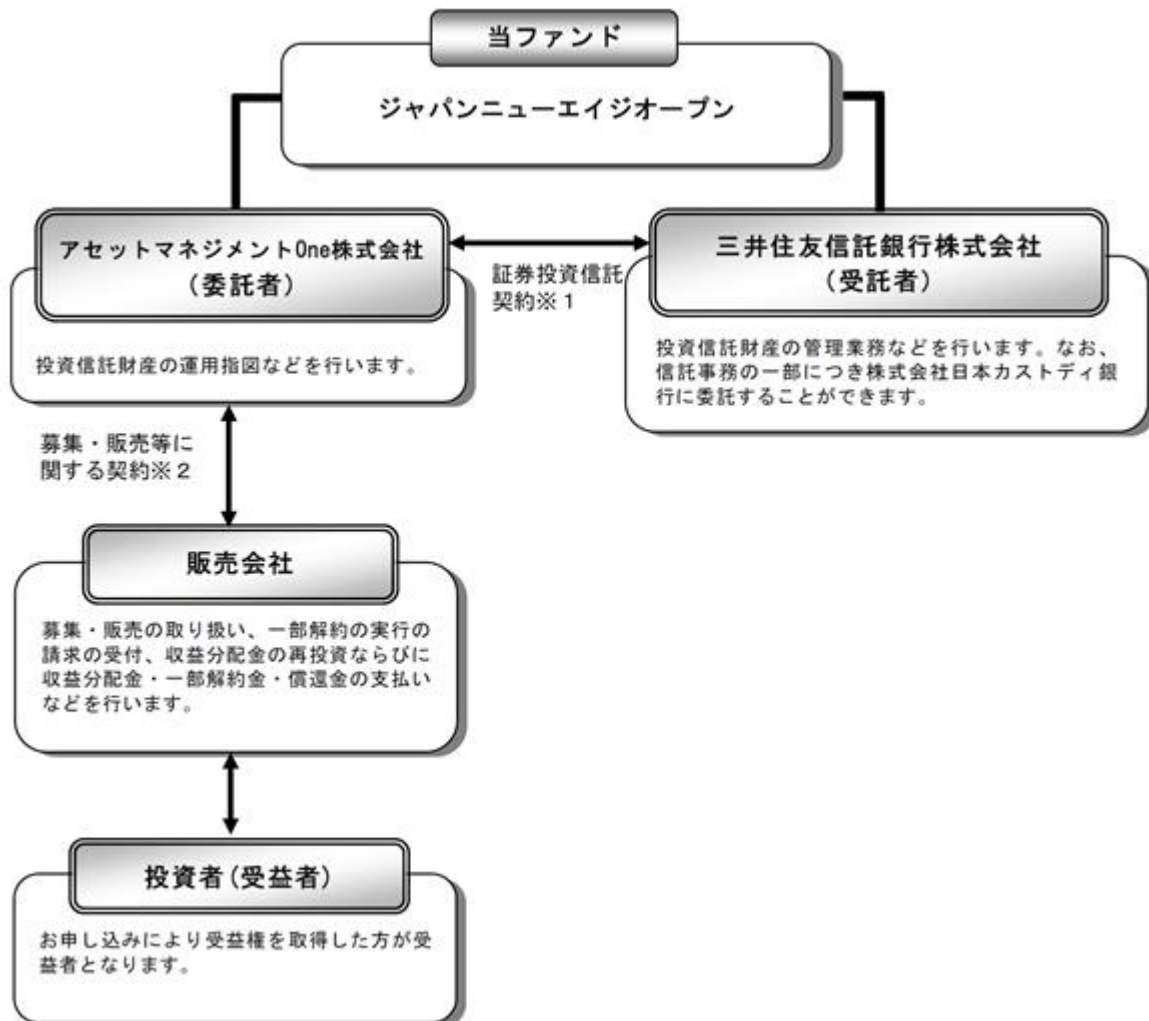 当ファンド
ジャパンニューエイジオープン
アセットマネジメントOne株式会社
(委託者)
投資信託財産の運用指図などを行います。
証券投資信託
契約※1
三井住友信託銀行株式会社
(受託者)
投資信託財産の管理業務などを行います。なお、
信託事務の一部につき株式会社日本カストディ銀
行に委託することができます。
募集・販売等に
関する契約※2
販売会社
募集・販売の取り扱い、一部解約の実行の
請求の受付、収益分配金の再投資ならびに
収益分配金・一部解約金・償還金の支払い
などを行います。
投資者(受益者)
お申し込みにより受益権を取得した方が受
益者となります。